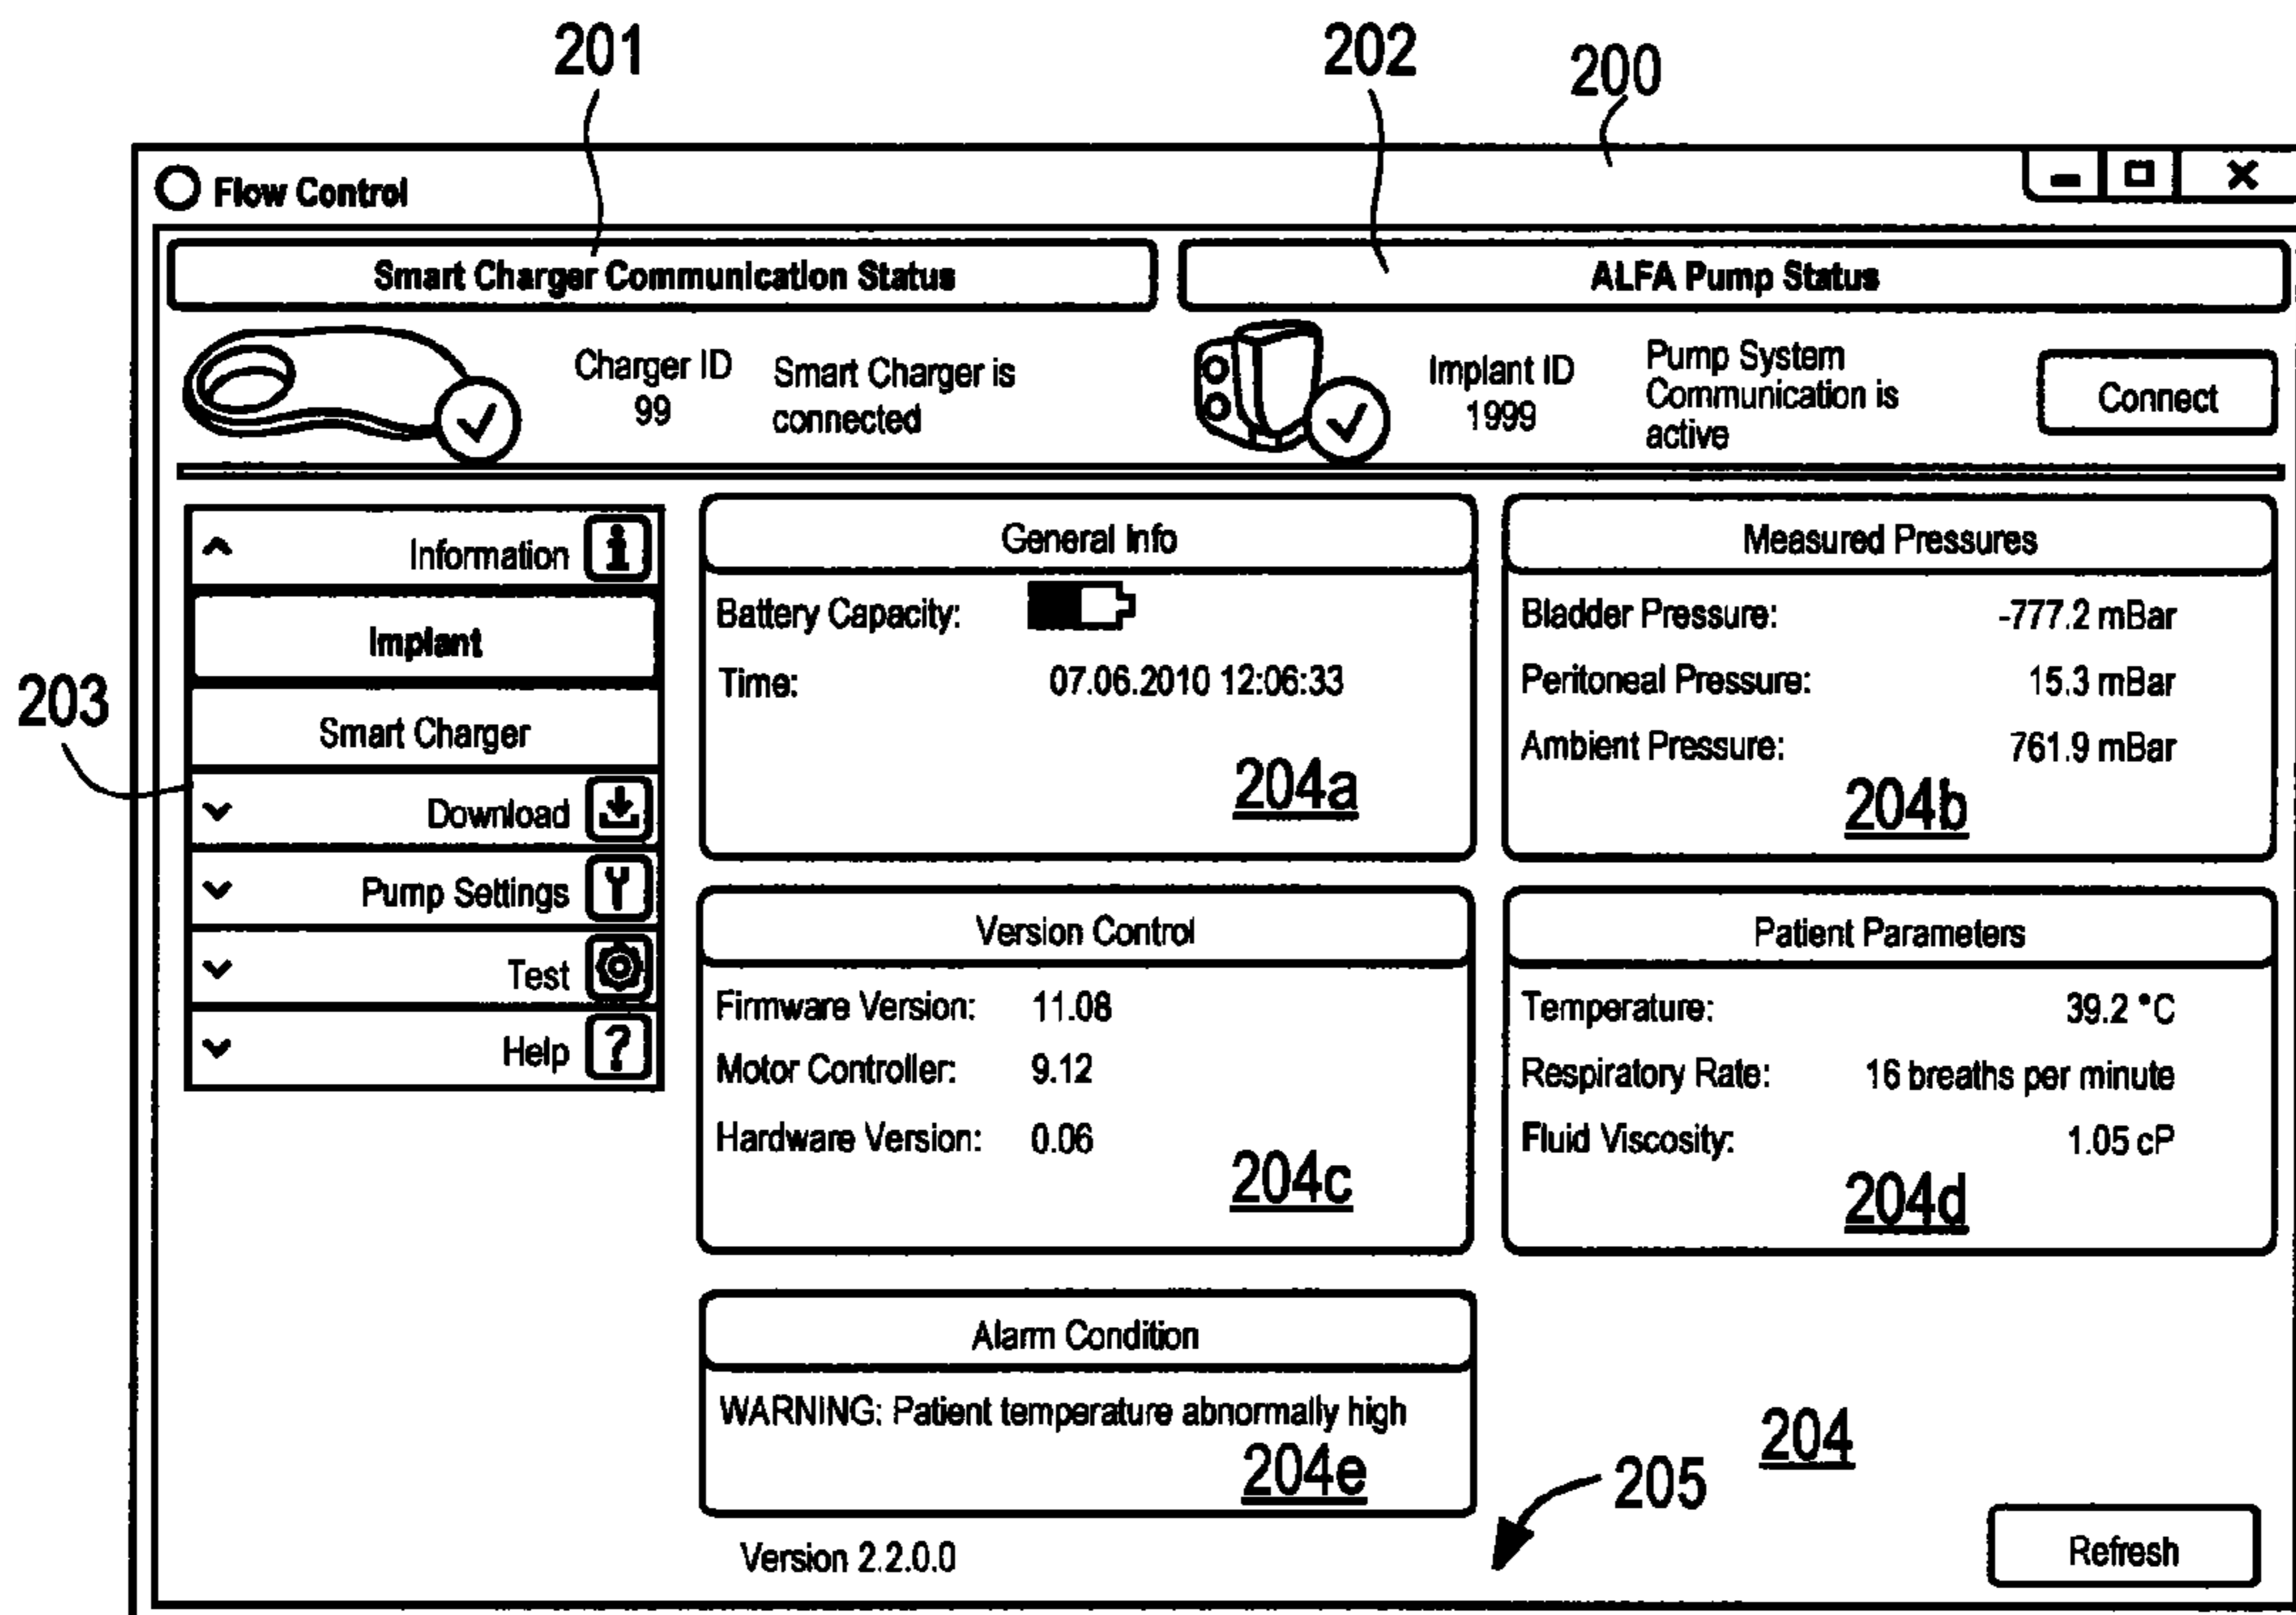 201
202
200
Flow Control
Smart Charger Communication Status
ALFA Pump Status
Charger ID
99
Smart Charger is
connected
Implant ID
1999
Pump System
Communication is
active
Connect
203
Information i
Implant
Smart Charger
Download
Pump Settings
Test
Help ?
General Info
Battery Capacity:
Time: 07.06.2010 12:06:33
204a
Measured Pressures
Bladder Pressure: -777.2 mBar
Peritoneal Pressure: 15.3 mBar
Ambient Pressure: 761.9 mBar
204b
Version Control
Firmware Version: 11.08
Motor Controller: 9.12
Hardware Version: 0.06
204c
Patient Parameters
Temperature: 39.2 °C
Respiratory Rate: 16 breaths per minute
Fluid Viscosity: 1.05 cP
204d
Alarm Condition
WARNING: Patient temperature abnormally high
204e
204
205
Version 2.2.0.0
Refresh